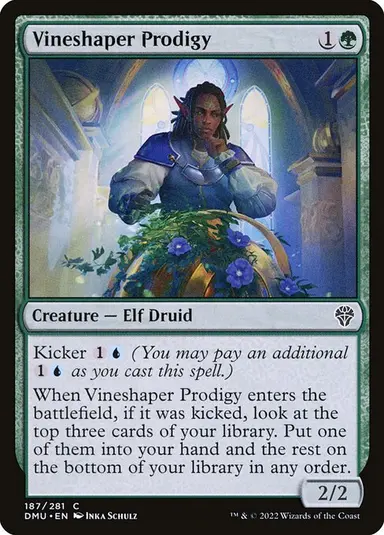 Vineshaper Prodigy 1
Creature — Elf Druid
Kicker 1 (You may pay an additional
1 as you cast this spell.)
When Vineshaper Prodigy enters the
battlefield, if it was kicked, look at the
top three cards of your library. Put one
of them into your hand and the rest on
the bottom of your library in any order.
2/2
187/281 C
DMU • EN Inka Schulz
™ & © 2022 Wizards of the Coast